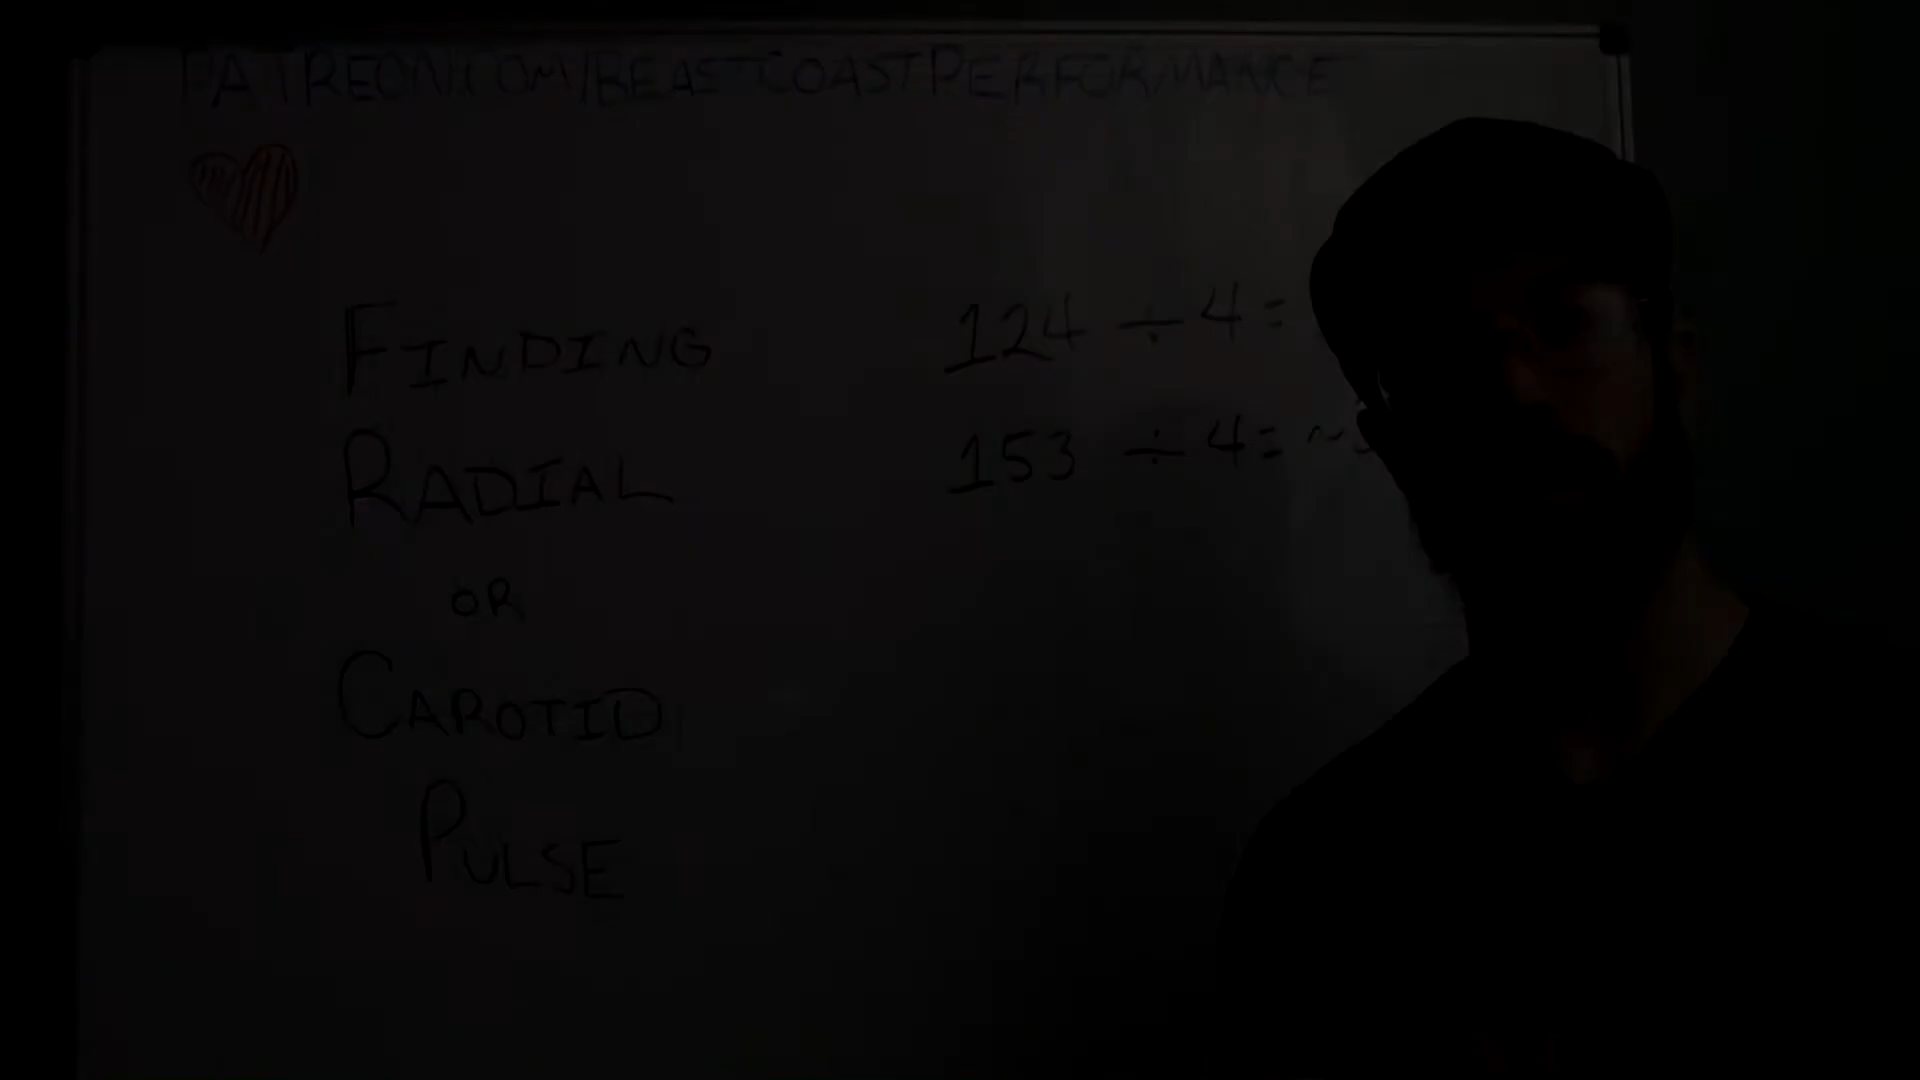 PATREON.COM/BEASTCOASTPERFORMANCE
FINDING
RADIAL
OR
CAROTID
PULSE
124 ÷ 4 =
153 ÷ 4 = ~